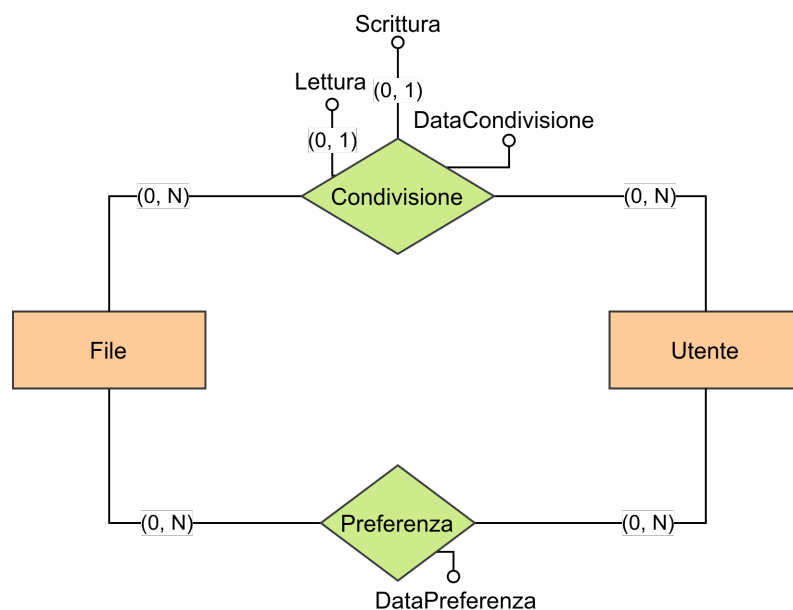 Scrittura
Lettura
(0, 1)
DataCondivisione
(0, 1)
Condivisione
(0, N)
(0, N)
File
Utente
(0, N)
Preferenza
(0, N)
DataPreferenza